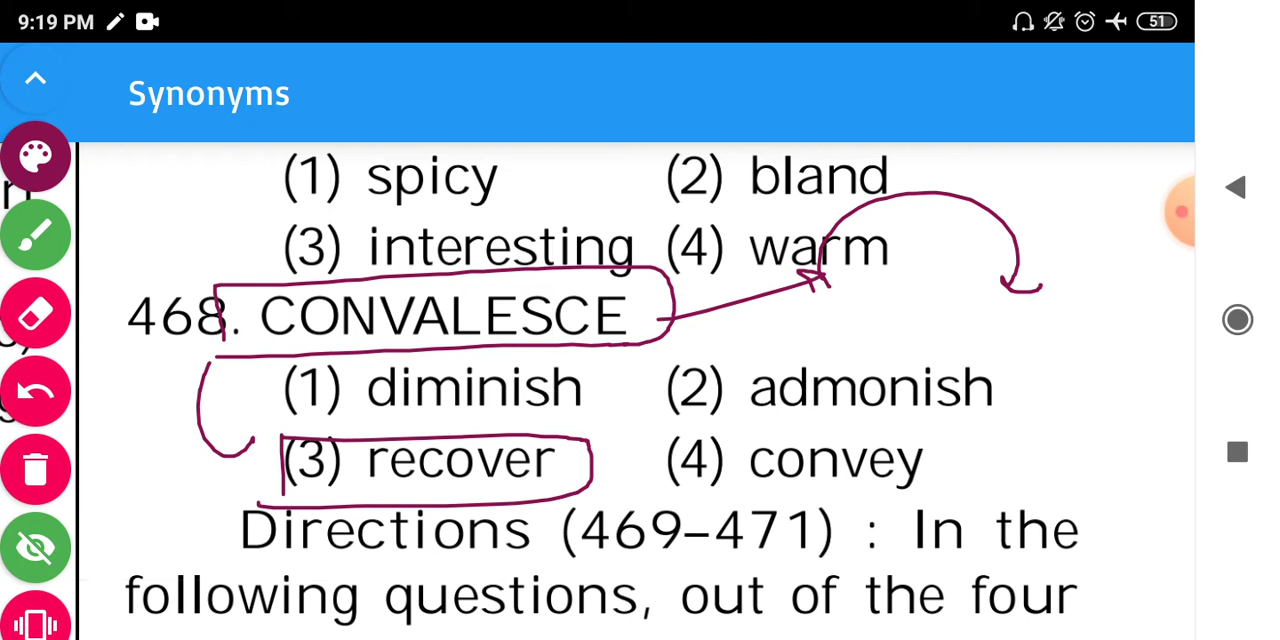 9:19 PM 51
Synonyms
(1) spicy (2) bland
(3) interesting (4) warm
468. CONVALESCE
(1) diminish (2) admonish
(3) recover (4) convey
Directions (469–471) : In the
following questions, out of the four